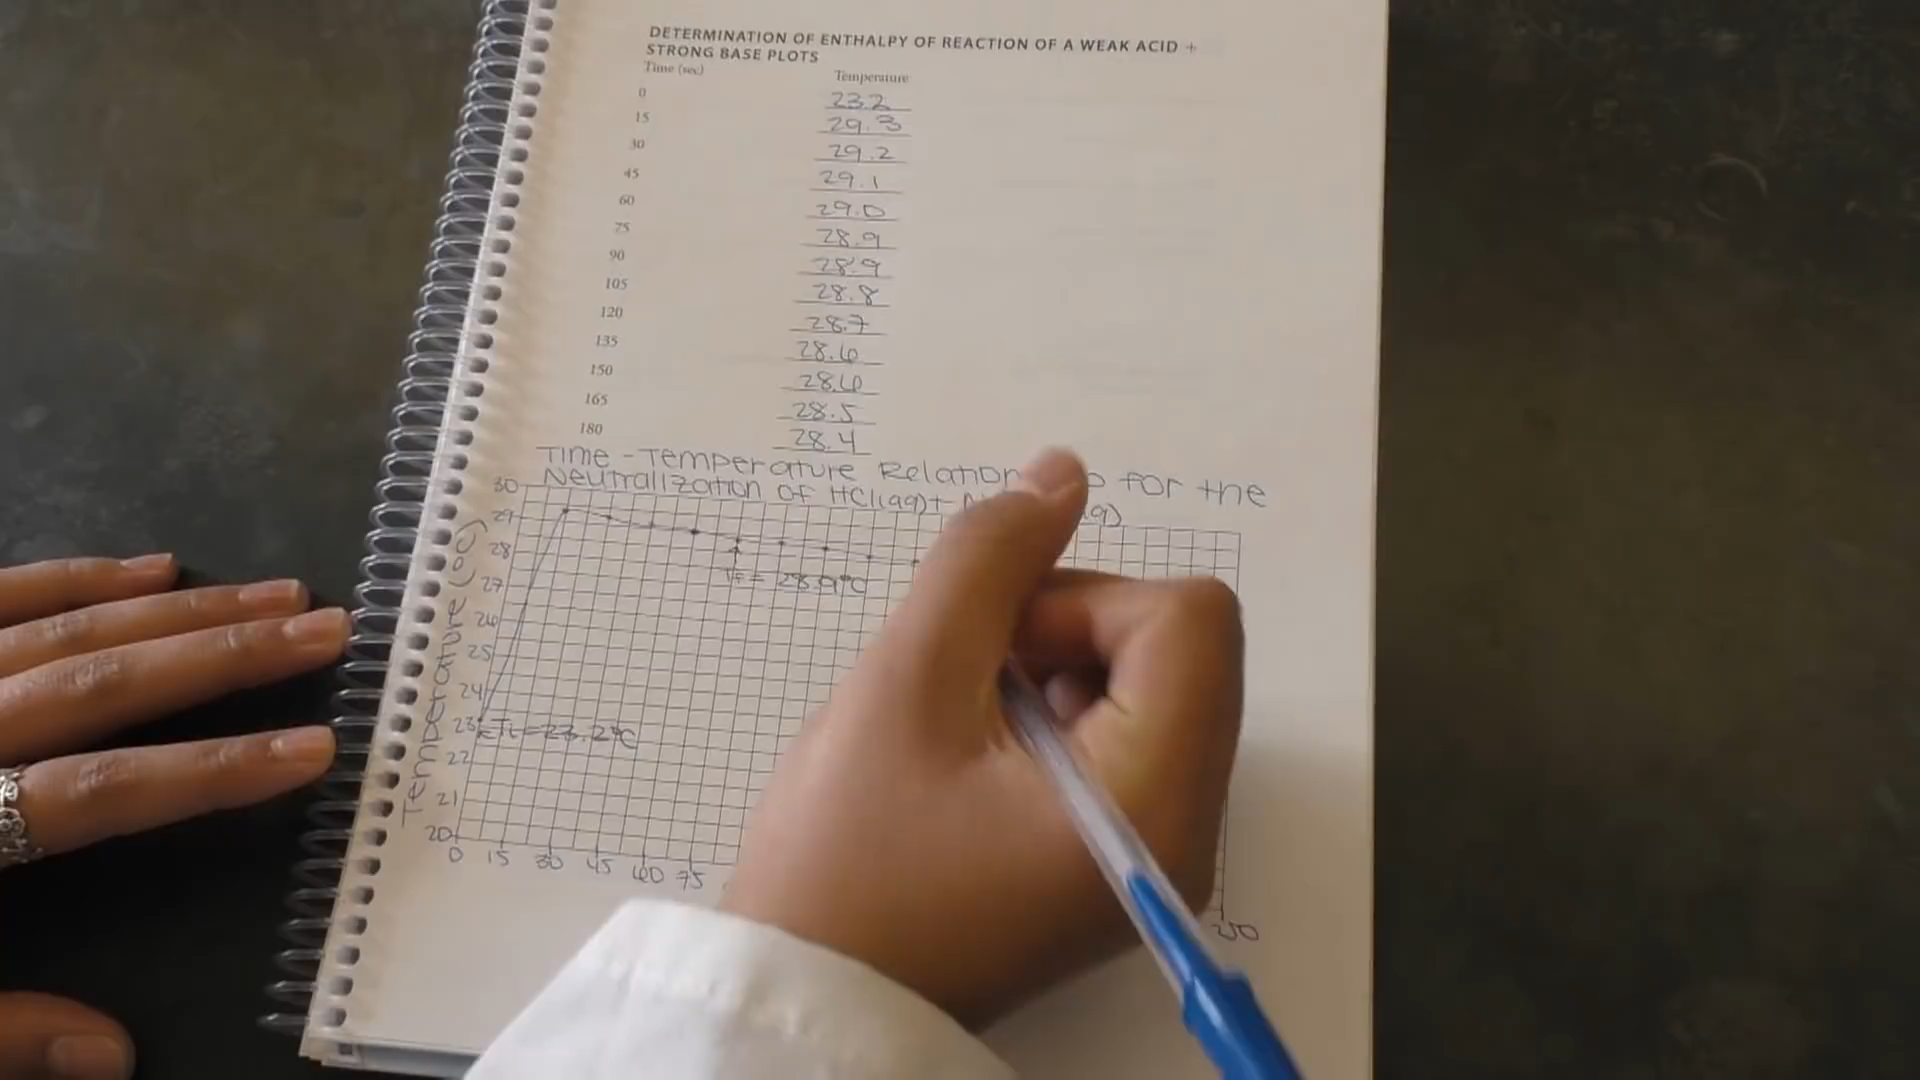 DETERMINATION OF ENTHALPY OF REACTION OF A WEAK ACID +
STRONG BASE PLOTS
Time (sec) Temperature
0 23.2
15 29.3
30 29.2
45 29.1
60 29.0
75 28.9
90 28.9
105 28.8
120 28.7
135 28.6
150 28.6
165 28.5
180 28.4
Time - Temperature Relation for the
Neutralization of HCl(aq) +
30
29
28
Tf = 28.9°C
27
26
25
24
23 Ti = 23.2°C
22
21
20
Temperature (°C)
0 15 30 45 60 75